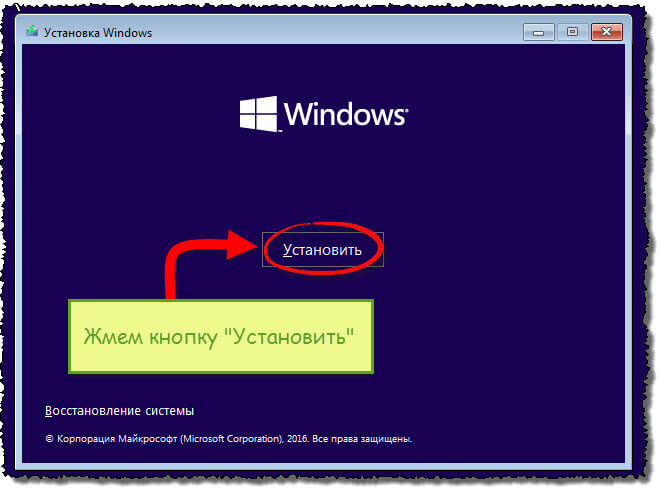 Установка Windows
Windows
Установить
Жмем кнопку "Установить"
Восстановление системы
© Корпорация Майкрософт (Microsoft Corporation), 2016. Все права защищены.